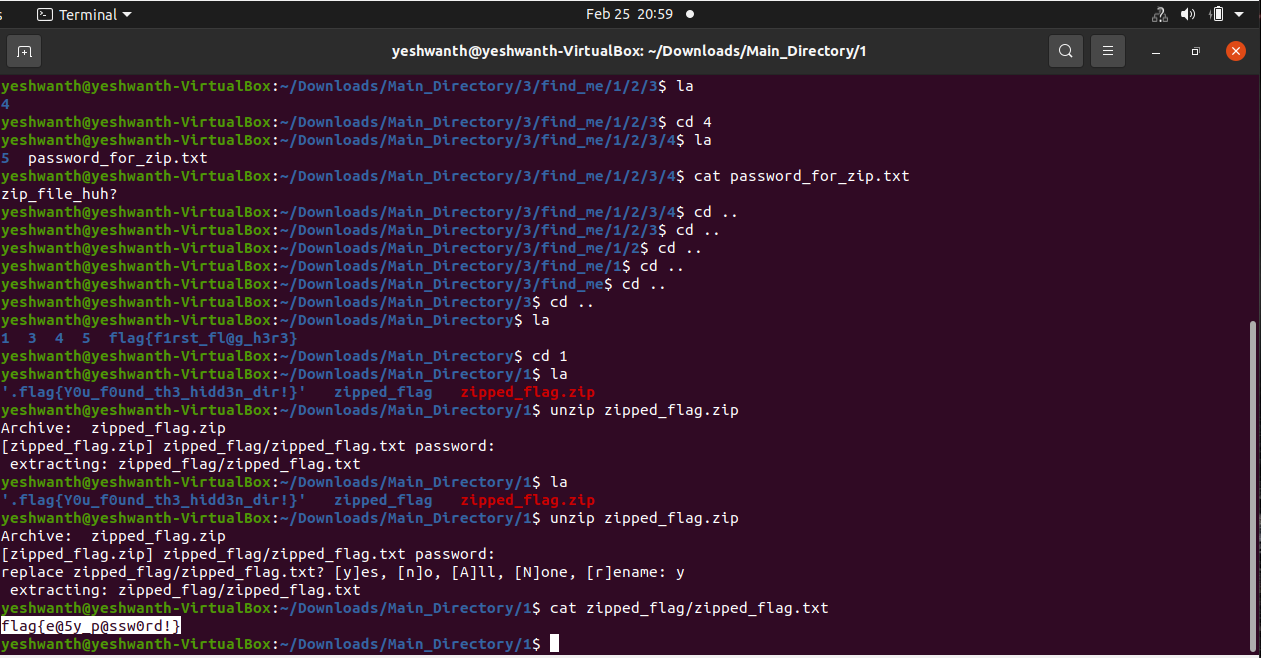 s Terminal Feb 25 20:59
yeshwanth@yeshwanth-VirtualBox: ~/Downloads/Main_Directory/1
yeshwanth@yeshwanth-VirtualBox:~/Downloads/Main_Directory/3/find_me/1/2/3$ la
4
yeshwanth@yeshwanth-VirtualBox:~/Downloads/Main_Directory/3/find_me/1/2/3$ cd 4
yeshwanth@yeshwanth-VirtualBox:~/Downloads/Main_Directory/3/find_me/1/2/3/4$ la
5  password_for_zip.txt
yeshwanth@yeshwanth-VirtualBox:~/Downloads/Main_Directory/3/find_me/1/2/3/4$ cat password_for_zip.txt
zip_file_huh?
yeshwanth@yeshwanth-VirtualBox:~/Downloads/Main_Directory/3/find_me/1/2/3/4$ cd ..
yeshwanth@yeshwanth-VirtualBox:~/Downloads/Main_Directory/3/find_me/1/2/3$ cd ..
yeshwanth@yeshwanth-VirtualBox:~/Downloads/Main_Directory/3/find_me/1/2$ cd ..
yeshwanth@yeshwanth-VirtualBox:~/Downloads/Main_Directory/3/find_me/1$ cd ..
yeshwanth@yeshwanth-VirtualBox:~/Downloads/Main_Directory/3/find_me$ cd ..
yeshwanth@yeshwanth-VirtualBox:~/Downloads/Main_Directory/3$ cd ..
yeshwanth@yeshwanth-VirtualBox:~/Downloads/Main_Directory$ la
1  3  4  5  flag{f1rst_fl@g_h3r3}
yeshwanth@yeshwanth-VirtualBox:~/Downloads/Main_Directory$ cd 1
yeshwanth@yeshwanth-VirtualBox:~/Downloads/Main_Directory/1$ la
'.flag{Y0u_f0und_th3_hidd3n_dir!}'   zipped_flag   zipped_flag.zip
yeshwanth@yeshwanth-VirtualBox:~/Downloads/Main_Directory/1$ unzip zipped_flag.zip
Archive:  zipped_flag.zip
[zipped_flag.zip] zipped_flag/zipped_flag.txt password:
 extracting: zipped_flag/zipped_flag.txt
yeshwanth@yeshwanth-VirtualBox:~/Downloads/Main_Directory/1$ la
'.flag{Y0u_f0und_th3_hidd3n_dir!}'   zipped_flag   zipped_flag.zip
yeshwanth@yeshwanth-VirtualBox:~/Downloads/Main_Directory/1$ unzip zipped_flag.zip
Archive:  zipped_flag.zip
[zipped_flag.zip] zipped_flag/zipped_flag.txt password:
replace zipped_flag/zipped_flag.txt? [y]es, [n]o, [A]ll, [N]one, [r]ename: y
 extracting: zipped_flag/zipped_flag.txt
yeshwanth@yeshwanth-VirtualBox:~/Downloads/Main_Directory/1$ cat zipped_flag/zipped_flag.txt
flag{e@5y_p@ssw0rd!}
yeshwanth@yeshwanth-VirtualBox:~/Downloads/Main_Directory/1$